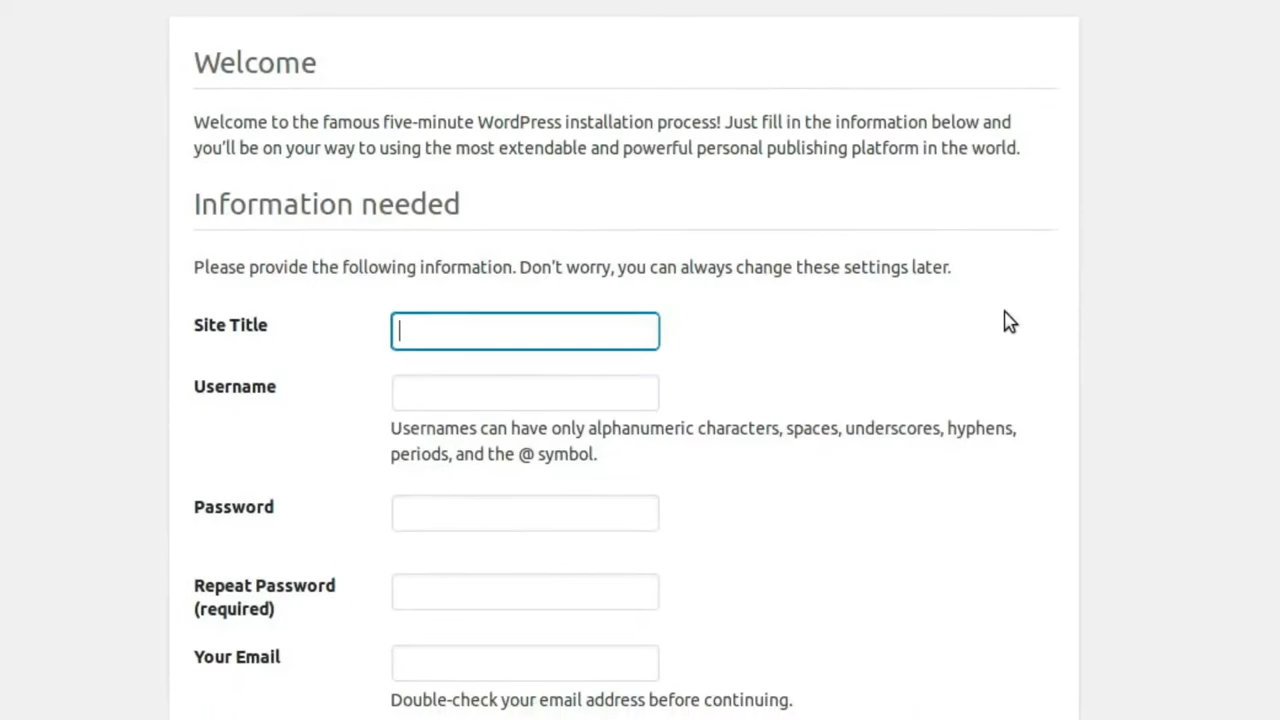 Welcome
Welcome to the famous five-minute WordPress installation process! Just fill in the information below and
you’ll be on your way to using the most extendable and powerful personal publishing platform in the world.
Information needed
Please provide the following information. Don’t worry, you can always change these settings later.
Site Title
Username
Usernames can have only alphanumeric characters, spaces, underscores, hyphens,
periods, and the @ symbol.
Password
Repeat Password
(required)
Your Email
Double-check your email address before continuing.